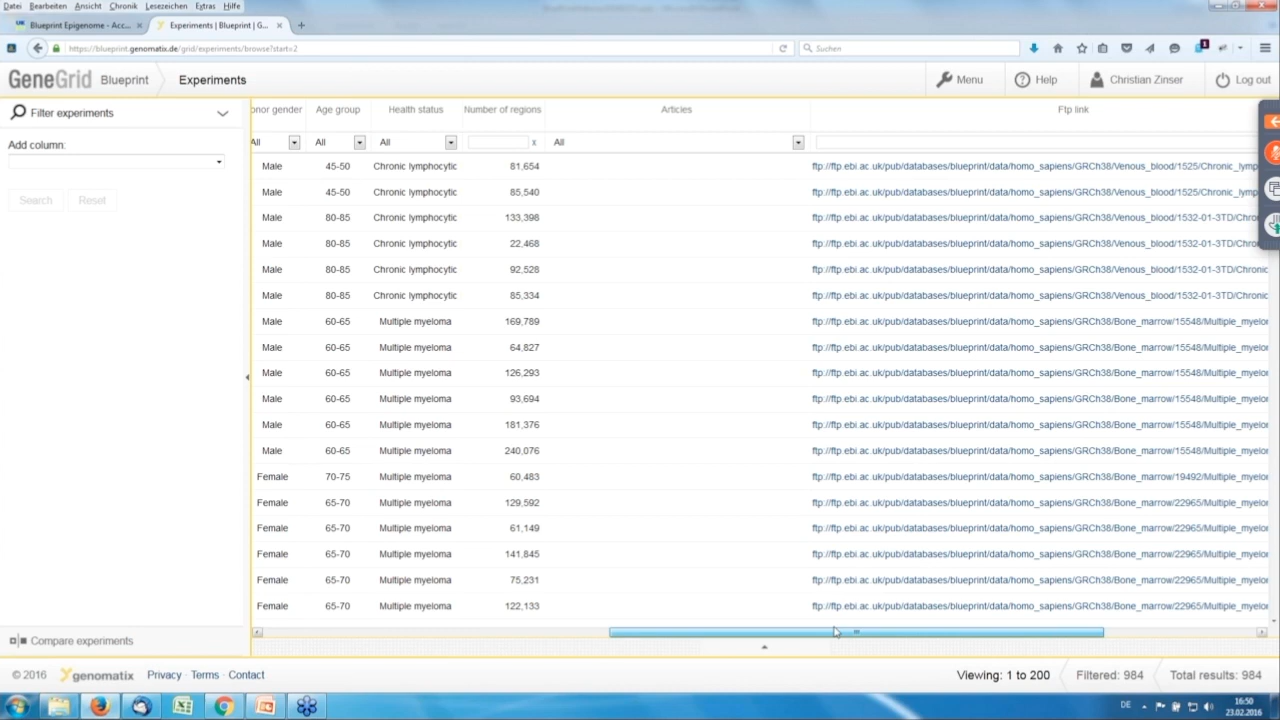 Datei Bearbeiten Ansicht Chronik Lesezeichen Extras Hilfe
Blueprint Epigenome - Acc... × Experiments | Blueprint | G... × +
https://blueprint.genomatix.de/grid/experiments/browse?start=2 Suchen 1
GeneGrid Blueprint Experiments Menu Help Christian Zinser Log out
Filter experiments
Add column:
Search Reset
onor gender Age group Health status Number of regions Articles Ftp link
All All All x All
Male 45-50 Chronic lymphocytic 81,654 ftp://ftp.ebi.ac.uk/pub/databases/blueprint/data/homo_sapiens/GRCh38/Venous_blood/1525/Chronic_lymp
Male 45-50 Chronic lymphocytic 85,540 ftp://ftp.ebi.ac.uk/pub/databases/blueprint/data/homo_sapiens/GRCh38/Venous_blood/1525/Chronic_lymp
Male 80-85 Chronic lymphocytic 133,398 ftp://ftp.ebi.ac.uk/pub/databases/blueprint/data/homo_sapiens/GRCh38/Venous_blood/1532-01-3TD/Chro
Male 80-85 Chronic lymphocytic 22,468 ftp://ftp.ebi.ac.uk/pub/databases/blueprint/data/homo_sapiens/GRCh38/Venous_blood/1532-01-3TD/Chro
Male 80-85 Chronic lymphocytic 92,528 ftp://ftp.ebi.ac.uk/pub/databases/blueprint/data/homo_sapiens/GRCh38/Venous_blood/1532-01-3TD/Chronic
Male 80-85 Chronic lymphocytic 85,334 ftp://ftp.ebi.ac.uk/pub/databases/blueprint/data/homo_sapiens/GRCh38/Venous_blood/1532-01-3TD/Chronic
Male 60-65 Multiple myeloma 169,789 ftp://ftp.ebi.ac.uk/pub/databases/blueprint/data/homo_sapiens/GRCh38/Bone_marrow/15548/Multiple_myelor
Male 60-65 Multiple myeloma 64,827 ftp://ftp.ebi.ac.uk/pub/databases/blueprint/data/homo_sapiens/GRCh38/Bone_marrow/15548/Multiple_myelor
Male 60-65 Multiple myeloma 126,293 ftp://ftp.ebi.ac.uk/pub/databases/blueprint/data/homo_sapiens/GRCh38/Bone_marrow/15548/Multiple_myelor
Male 60-65 Multiple myeloma 93,694 ftp://ftp.ebi.ac.uk/pub/databases/blueprint/data/homo_sapiens/GRCh38/Bone_marrow/15548/Multiple_myelor
Male 60-65 Multiple myeloma 181,376 ftp://ftp.ebi.ac.uk/pub/databases/blueprint/data/homo_sapiens/GRCh38/Bone_marrow/15548/Multiple_myelor
Male 60-65 Multiple myeloma 240,076 ftp://ftp.ebi.ac.uk/pub/databases/blueprint/data/homo_sapiens/GRCh38/Bone_marrow/15548/Multiple_myelor
Female 70-75 Multiple myeloma 60,483 ftp://ftp.ebi.ac.uk/pub/databases/blueprint/data/homo_sapiens/GRCh38/Bone_marrow/19492/Multiple_myelor
Female 65-70 Multiple myeloma 129,592 ftp://ftp.ebi.ac.uk/pub/databases/blueprint/data/homo_sapiens/GRCh38/Bone_marrow/22965/Multiple_myelor
Female 65-70 Multiple myeloma 61,149 ftp://ftp.ebi.ac.uk/pub/databases/blueprint/data/homo_sapiens/GRCh38/Bone_marrow/22965/Multiple_myelor
Female 65-70 Multiple myeloma 141,845 ftp://ftp.ebi.ac.uk/pub/databases/blueprint/data/homo_sapiens/GRCh38/Bone_marrow/22965/Multiple_myelor
Female 65-70 Multiple myeloma 75,231 ftp://ftp.ebi.ac.uk/pub/databases/blueprint/data/homo_sapiens/GRCh38/Bone_marrow/22965/Multiple_myelor
Female 65-70 Multiple myeloma 122,133 ftp://ftp.ebi.ac.uk/pub/databases/blueprint/data/homo_sapiens/GRCh38/Bone_marrow/22965/Multiple_myelor
Compare experiments
© 2016 genomatix Privacy · Terms · Contact Viewing: 1 to 200 Filtered: 984 Total results: 984
DE 16:50
23.02.2016